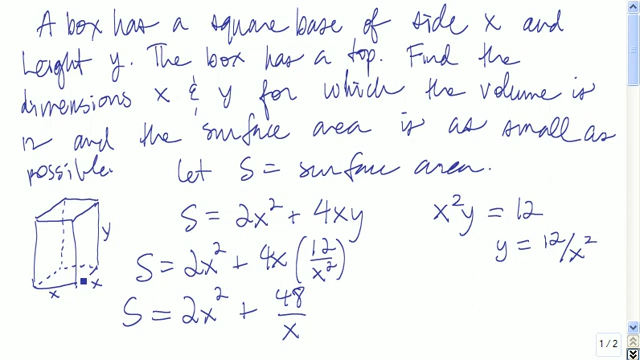 A box has a square base of side x and
height y. The box has a top. Find the
dimensions x & y for which the volume is
12 and the surface area is as small as
possible. Let S = surface area.
S = 2x² + 4xy
x²y = 12
y = 12/x²
S = 2x² + 4x (12/x²)
S = 2x² + 48/x
y
x
x
1 / 2